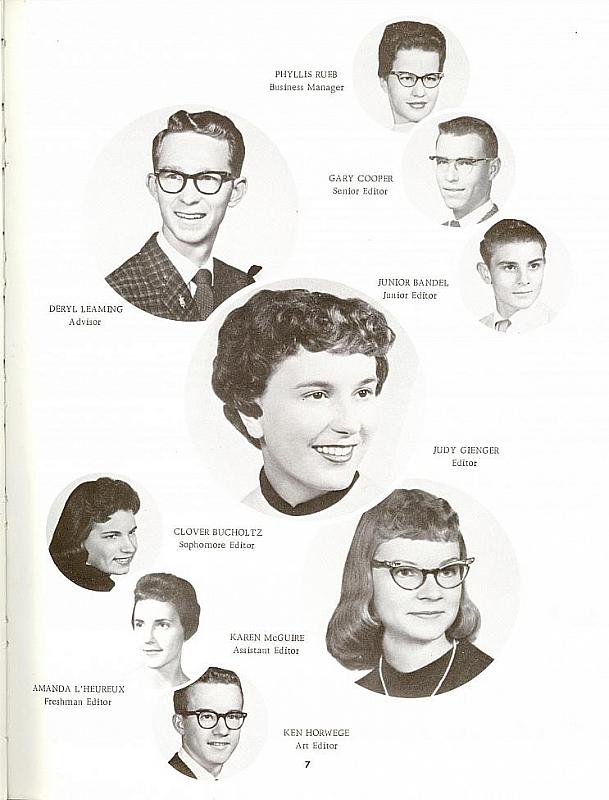 PHYLLIS RUEB
Business Manager
GARY COOPER
Senior Editor
JUNIOR BANDEL
Junior Editor
DERYL LEAMING
Advisor
JUDY GIENGER
Editor
CLOVER BUCHOLTZ
Sophomore Editor
KAREN McGUIRE
Assistant Editor
AMANDA L'HEUREUX
Freshman Editor
KEN HORWEGE
Art Editor
7